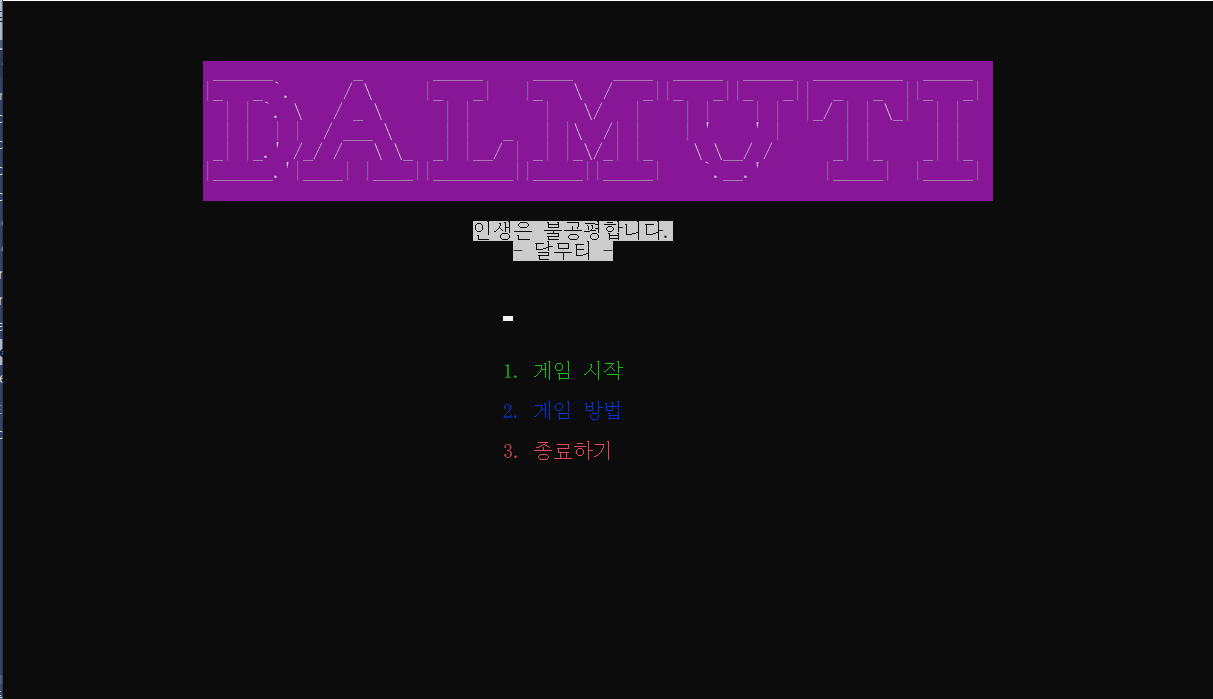 DALMUTI
인생은 불공평합니다.
- 달무티 -
1. 게임 시작
2. 게임 방법
3. 종료하기